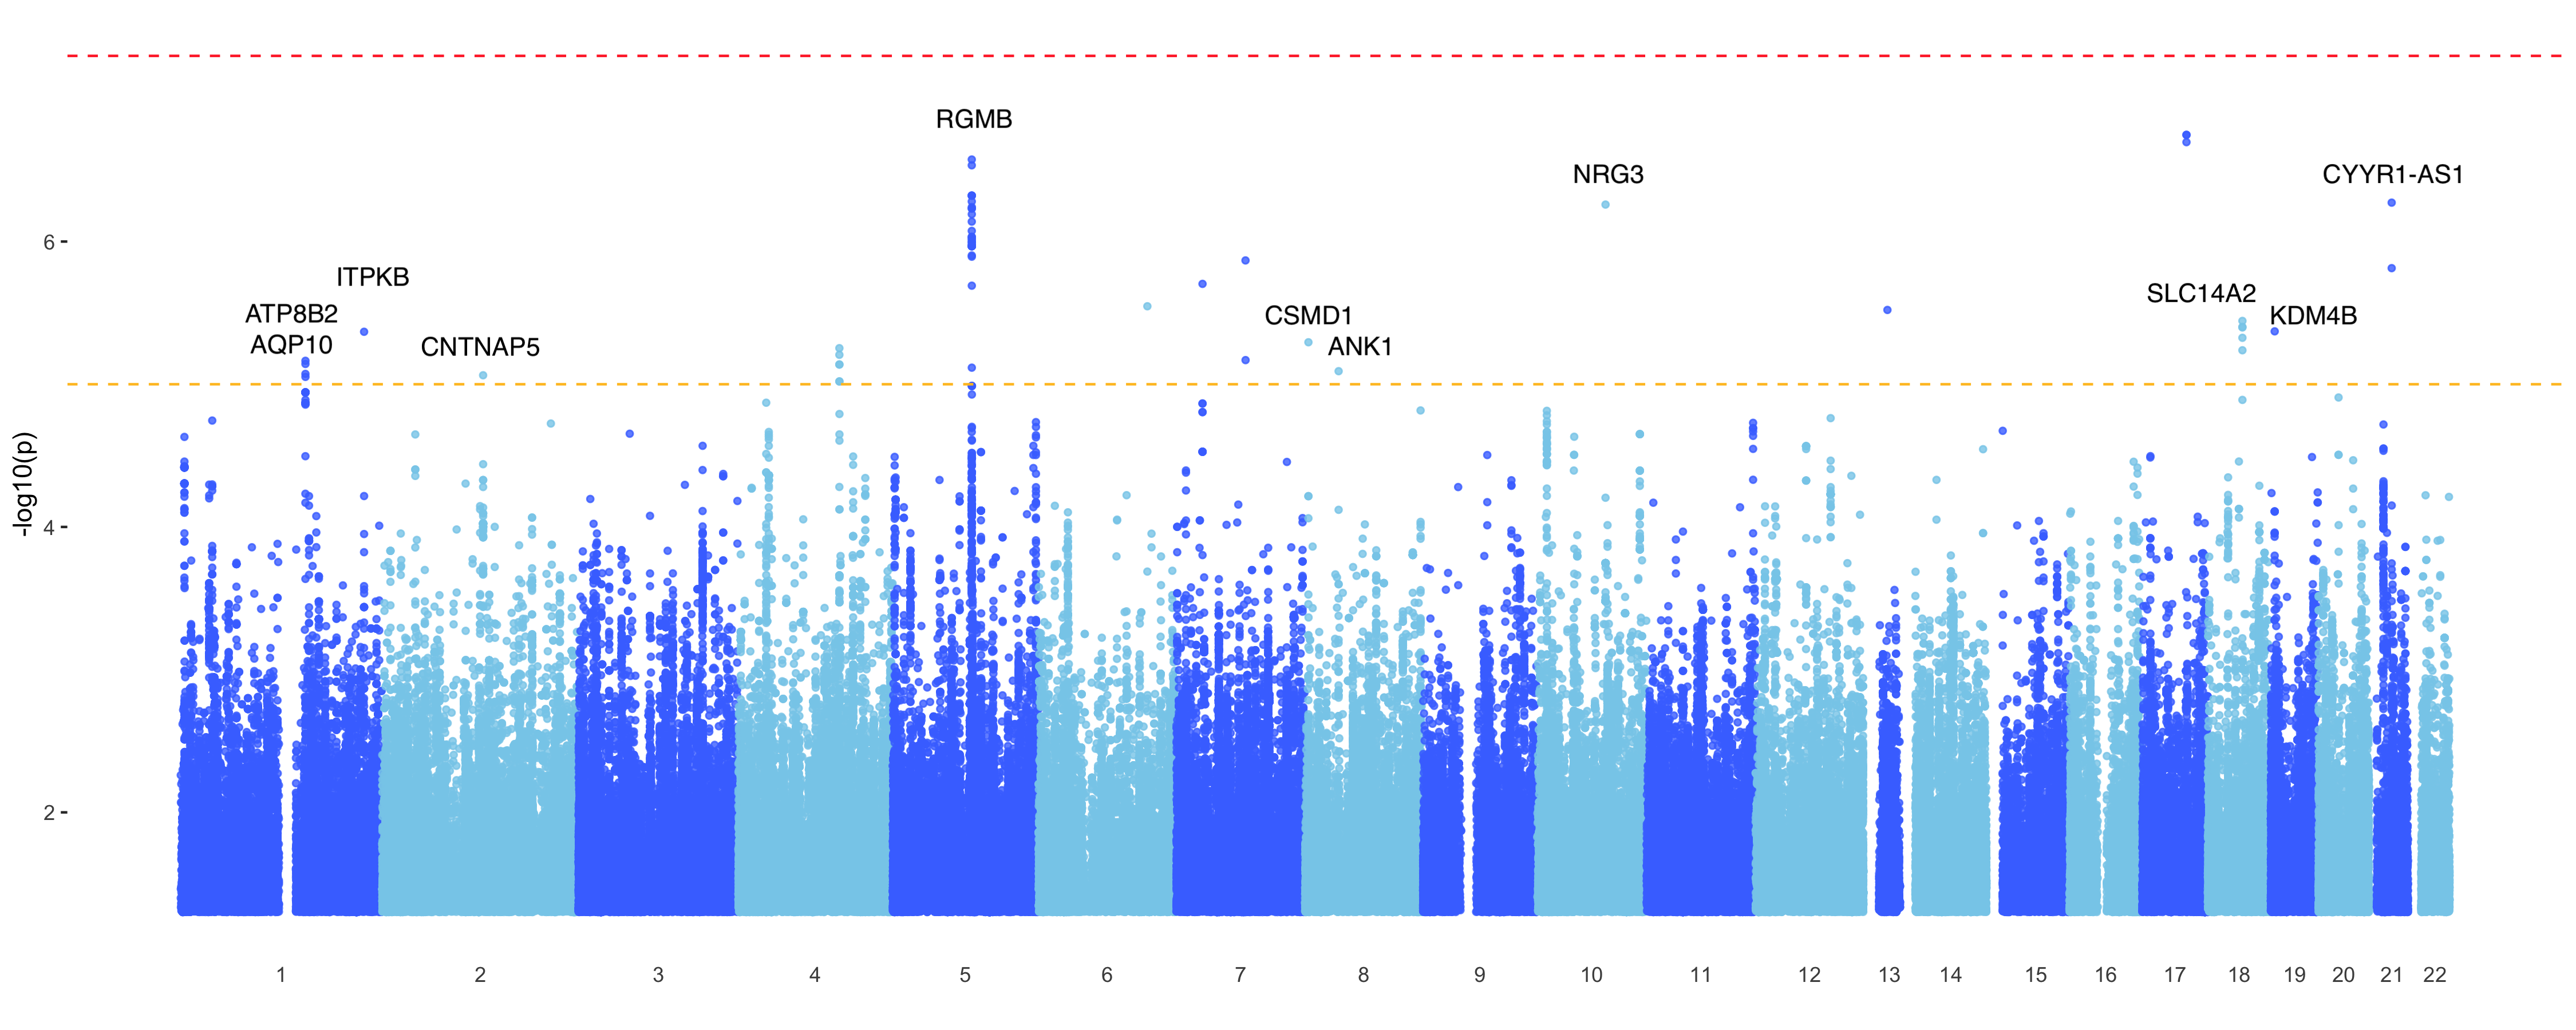 RGMB
NRG3
CYYR1-AS1
6
ITPKB
SLC14A2
ATP8B2
CSMD1
KDM4B
AQP10
CNTNAP5
ANK1
-log10(p)
4
2
1 2 3 4 5 6 7 8 9 10 11 12 13 14 15 16 17 18 19 20 21 22